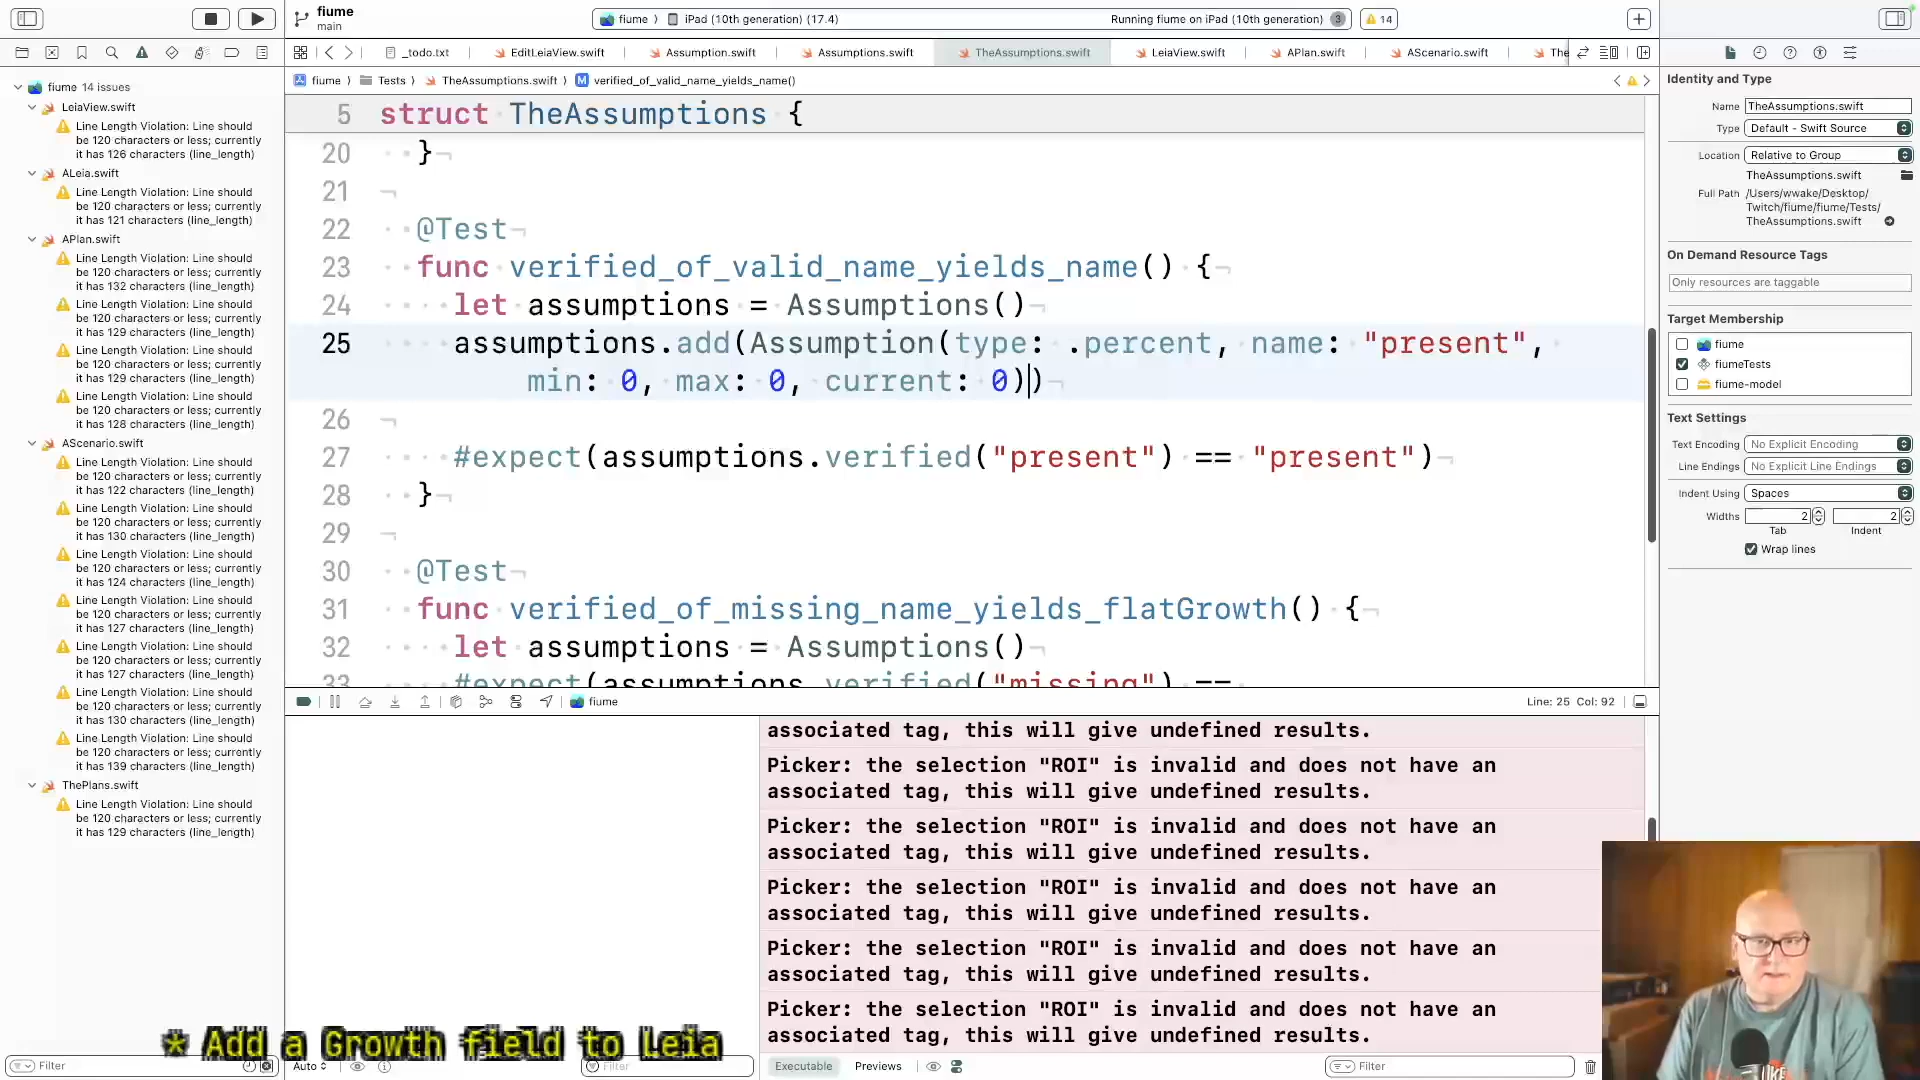 fiume
main
fiume
iPad (10th generation) (17.4)
Running fiume on iPad (10th generation)
3
14
_todo.txt
EditLeiaView.swift
Assumption.swift
Assumptions.swift
TheAssumptions.swift
LeiaView.swift
APlan.swift
AScenario.swift
The
fiume
Tests
TheAssumptions.swift
verified_of_valid_name_yields_name()
fiume 14 issues
LeiaView.swift
Line Length Violation: Line should
be 120 characters or less; currently
it has 126 characters (line_length)
ALeia.swift
Line Length Violation: Line should
be 120 characters or less; currently
it has 121 characters (line_length)
APlan.swift
Line Length Violation: Line should
be 120 characters or less; currently
it has 132 characters (line_length)
Line Length Violation: Line should
be 120 characters or less; currently
it has 129 characters (line_length)
Line Length Violation: Line should
be 120 characters or less; currently
it has 129 characters (line_length)
Line Length Violation: Line should
be 120 characters or less; currently
it has 128 characters (line_length)
AScenario.swift
Line Length Violation: Line should
be 120 characters or less; currently
it has 122 characters (line_length)
Line Length Violation: Line should
be 120 characters or less; currently
it has 130 characters (line_length)
Line Length Violation: Line should
be 120 characters or less; currently
it has 124 characters (line_length)
Line Length Violation: Line should
be 120 characters or less; currently
it has 127 characters (line_length)
Line Length Violation: Line should
be 120 characters or less; currently
it has 127 characters (line_length)
Line Length Violation: Line should
be 120 characters or less; currently
it has 130 characters (line_length)
Line Length Violation: Line should
be 120 characters or less; currently
it has 139 characters (line_length)
ThePlans.swift
Line Length Violation: Line should
be 120 characters or less; currently
it has 129 characters (line_length)
Filter
5 struct TheAssumptions {
20 }
21
22 @Test
23 func verified_of_valid_name_yields_name() {
24 let assumptions = Assumptions()
25 assumptions.add(Assumption(type: .percent, name: "present",
min: 0, max: 0, current: 0))
26
27 #expect(assumptions.verified("present") == "present")
28 }
29
30 @Test
31 func verified_of_missing_name_yields_flatGrowth() {
32 let assumptions = Assumptions()
33 #expect(assumptions.verified("missing") ==
fiume
Line: 25 Col: 92
associated tag, this will give undefined results.
Picker: the selection "ROI" is invalid and does not have an
associated tag, this will give undefined results.
Picker: the selection "ROI" is invalid and does not have an
associated tag, this will give undefined results.
Picker: the selection "ROI" is invalid and does not have an
associated tag, this will give undefined results.
Picker: the selection "ROI" is invalid and does not have an
associated tag, this will give undefined results.
Picker: the selection "ROI" is invalid and does not have an
associated tag, this will give undefined results.
* Add a Growth field to Leia
Auto
Filter
Executable
Previews
Filter
Identity and Type
Name TheAssumptions.swift
Type Default - Swift Source
Location Relative to Group
TheAssumptions.swift
Full Path /Users/wwake/Desktop/
Twitch/fiume/fiume/Tests/
TheAssumptions.swift
On Demand Resource Tags
Only resources are taggable
Target Membership
fiume
fiumeTests
fiume-model
Text Settings
Text Encoding No Explicit Encoding
Line Endings No Explicit Line Endings
Indent Using Spaces
Widths 2 2
Tab Indent
Wrap lines